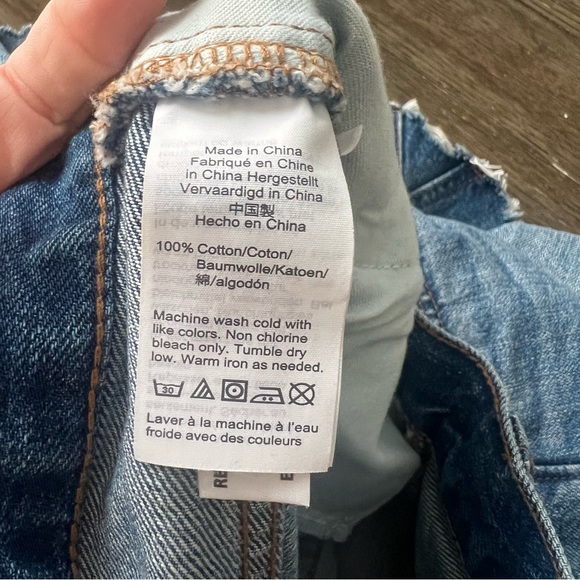 Made in China
Fabriqué en Chine
in China Hergestellt
Vervaardigd in China
中国製
Hecho en China
100% Cotton/Coton/
Baumwolle/Katoen/
綿/algodón
Machine wash cold with
like colors. Non chlorine
bleach only. Tumble dry
low. Warm iron as needed.
30
Laver à la machine à l'eau
froide avec des couleurs
RE
E